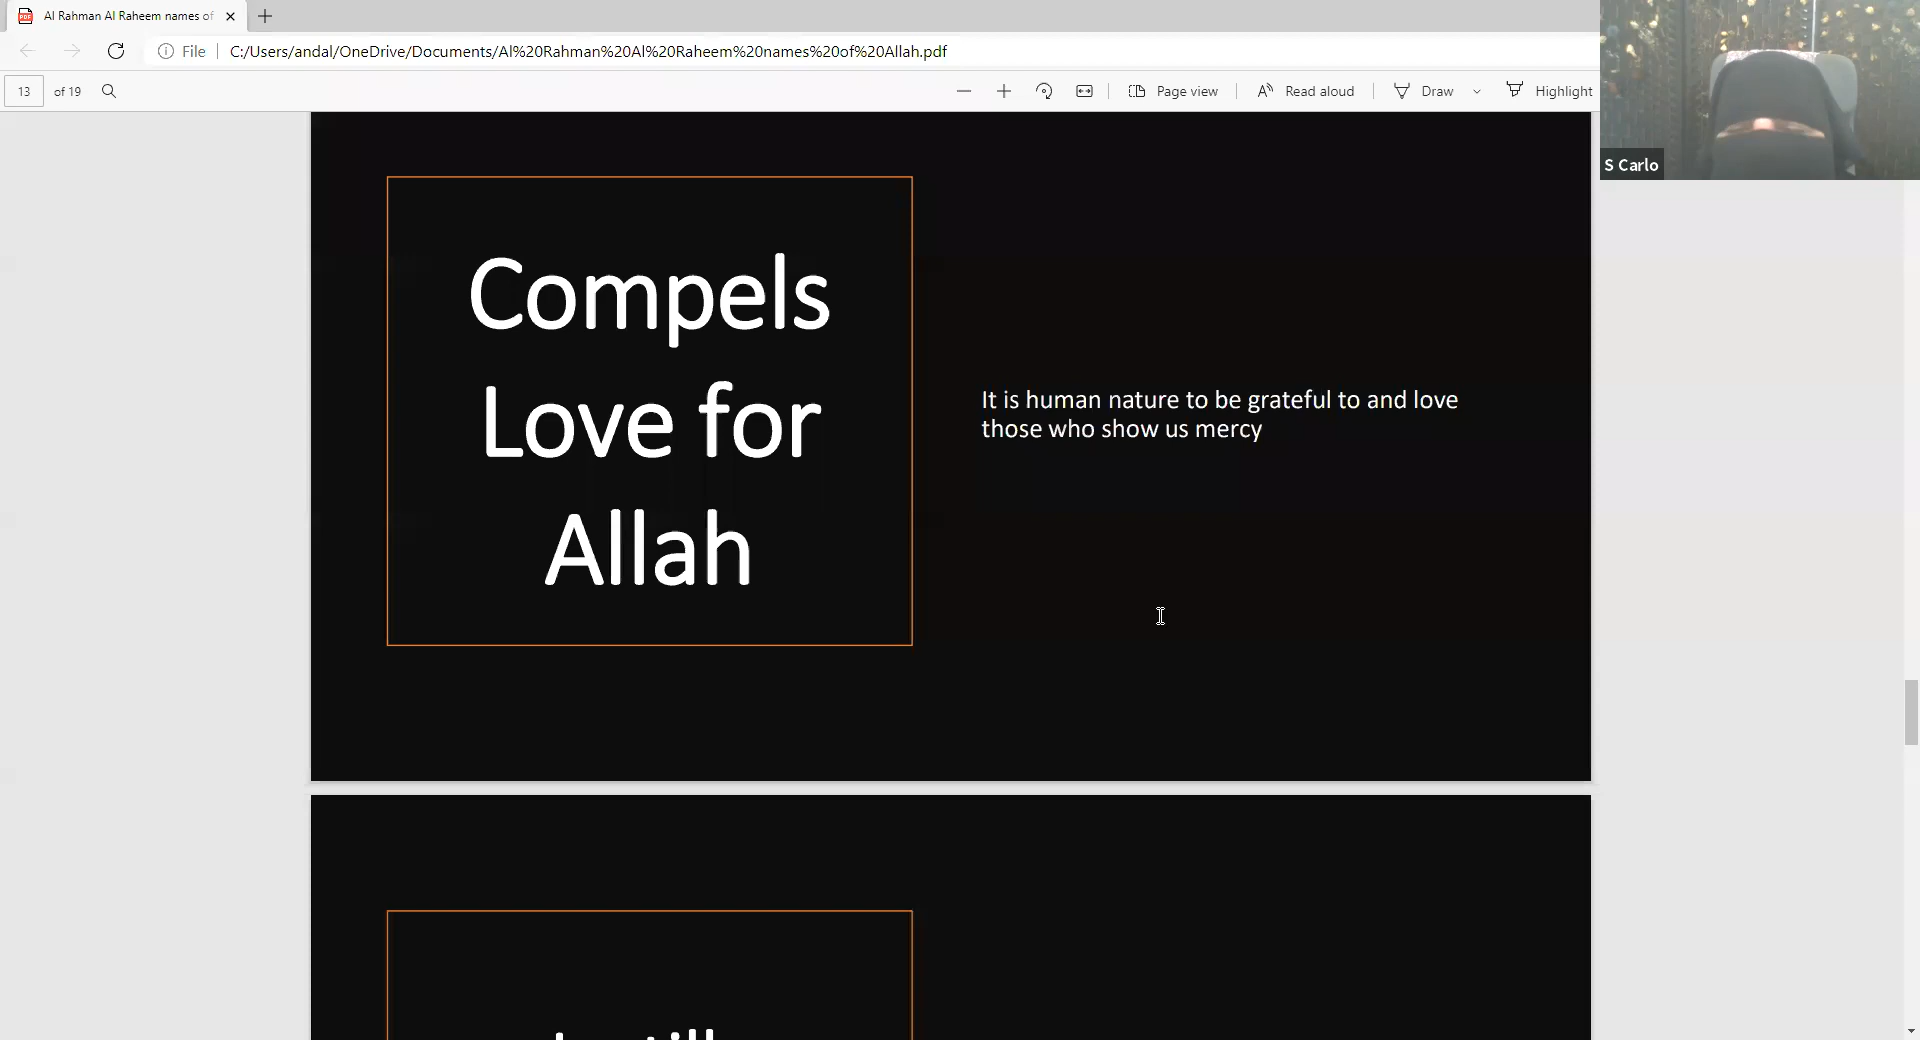 Al Rahman Al Raheem names of
File
C:/Users/andal/OneDrive/Documents/Al%20Rahman%20Al%20Raheem%20names%20of%20Allah.pdf
13 of 19
Page view
Read aloud
Draw
Highlight
S Carlo
Compels
Love for
Allah
It is human nature to be grateful to and love
those who show us mercy